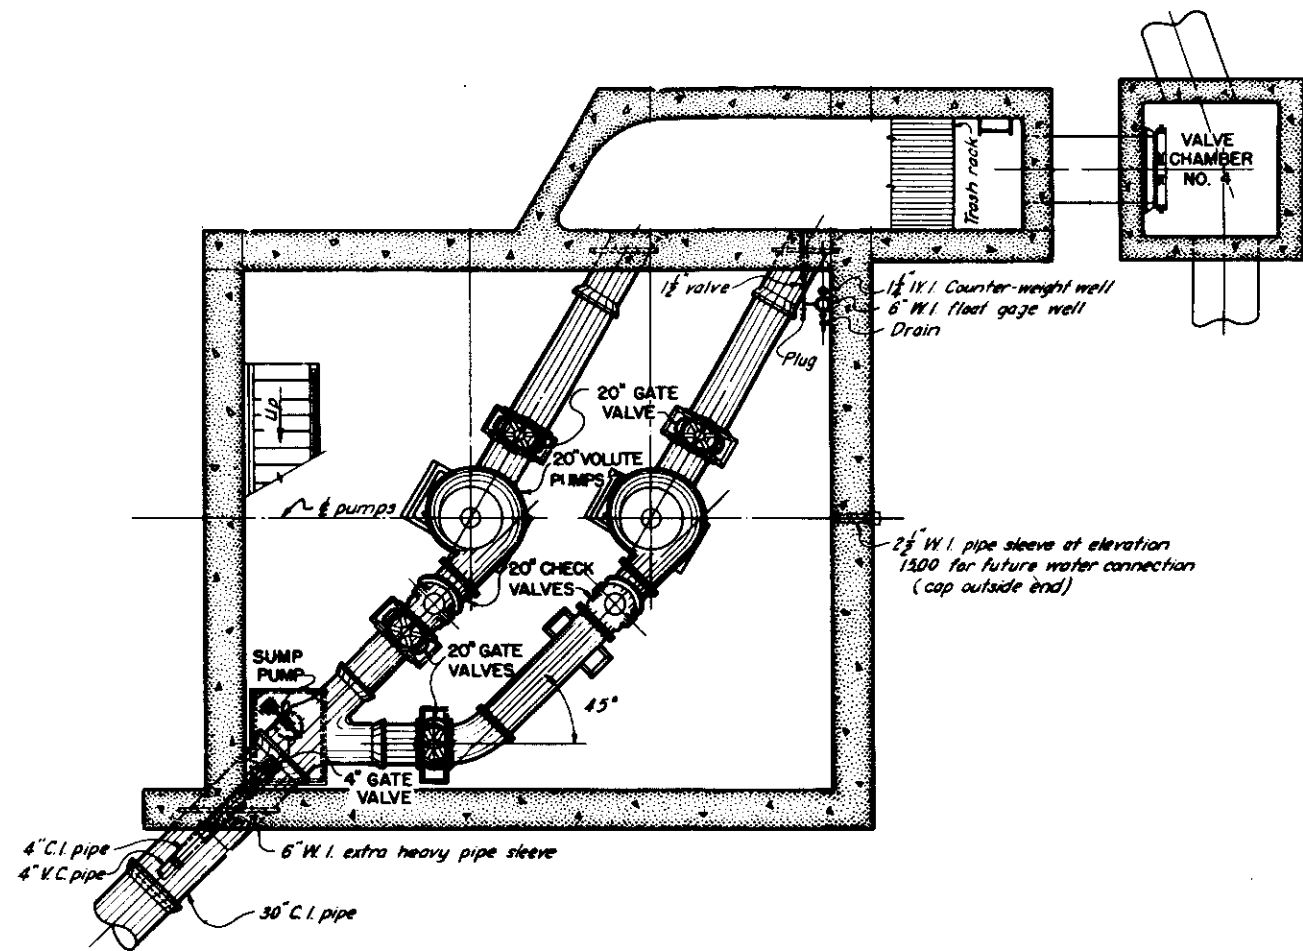 VALVE
CHAMBER
NO. 4
Trash rack
1½" valve
1½" W.I. Counter-weight well
6" W.I. float gage well
Drain
Plug
20" GATE
VALVE
Up
20" VOLUTE
PUMPS
℄ pumps
2½" W.I. pipe sleeve at elevation
15.00 for future water connection
(cap outside end)
20" CHECK
VALVES
SUMP
PUMP
20" GATE
VALVES
45°
4" GATE
VALVE
4" C.I. pipe
4" V.C. pipe
6" W.I. extra heavy pipe sleeve
30" C.I. pipe